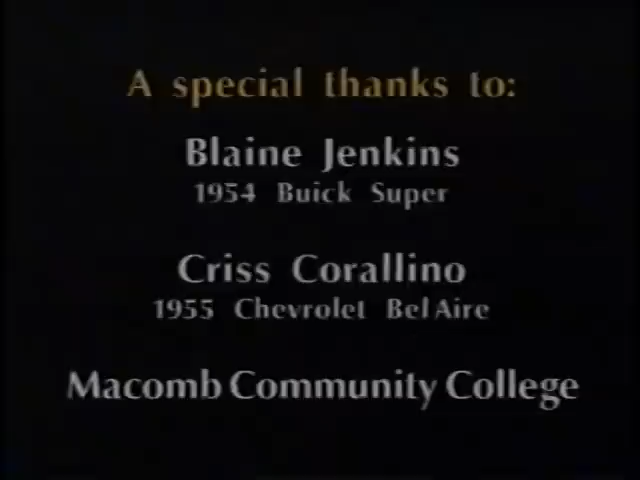 A special thanks to:
Blaine Jenkins
1954 Buick Super
Criss Corallino
1955 Chevrolet Bel Aire
Macomb Community College